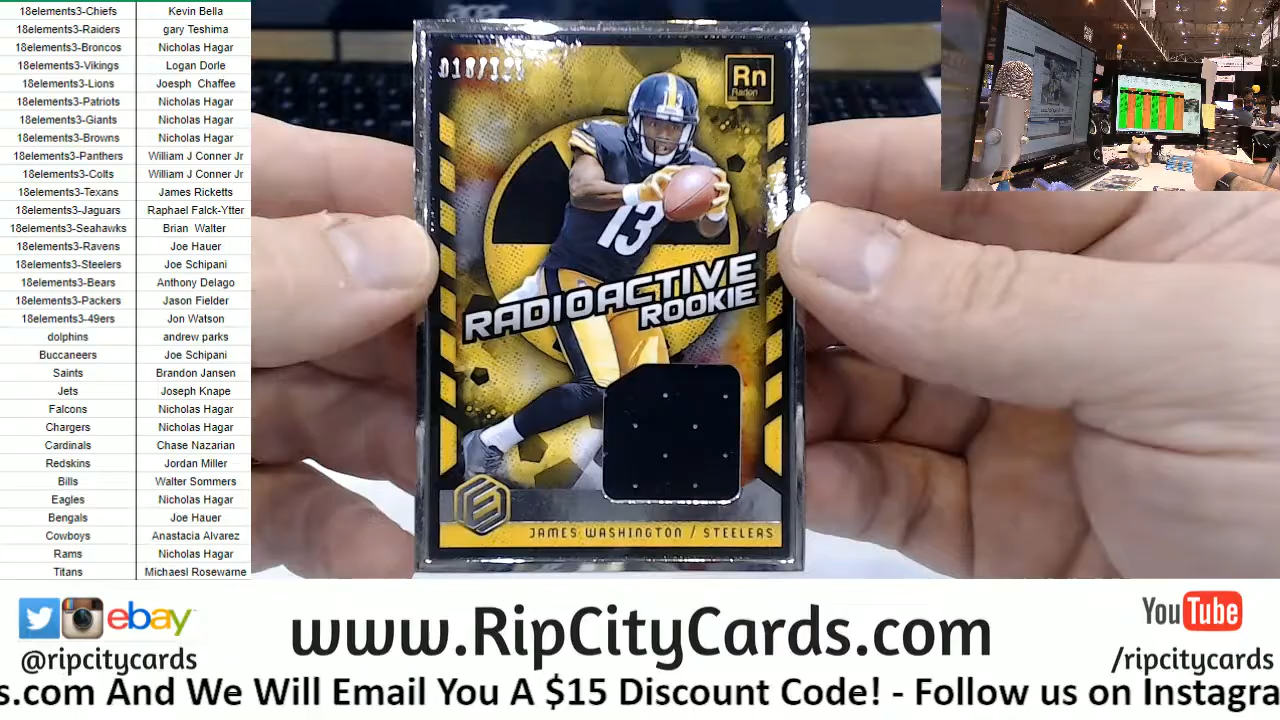 18elements3-Chiefs Kevin Bella
18elements3-Raiders gary Teshima
18elements3-Broncos Nicholas Hagar
18elements3-Vikings Logan Dorle
18elements3-Lions Joesph Chaffee
18elements3-Patriots Nicholas Hagar
18elements3-Giants Nicholas Hagar
18elements3-Browns Nicholas Hagar
18elements3-Panthers William J Conner Jr
18elements3-Colts William J Conner Jr
18elements3-Texans James Ricketts
18elements3-Jaguars Raphael Falck-Ytter
18elements3-Seahawks Brian Walter
18elements3-Ravens Joe Hauer
18elements3-Steelers Joe Schipani
18elements3-Bears Anthony Delago
18elements3-Packers Jason Fielder
18elements3-49ers Jon Watson
dolphins andrew parks
Buccaneers Joe Schipani
Saints Brandon Jansen
Jets Joseph Knape
Falcons Nicholas Hagar
Chargers Nicholas Hagar
Cardinals Chase Nazarian
Redskins Jordan Miller
Bills Walter Sommers
Eagles Nicholas Hagar
Bengals Joe Hauer
Cowboys Anastacia Alvarez
Rams Nicholas Hagar
Titans Michaesl Rosewarne
acer
Rn
Radon
13
RADIOACTIVE
ROOKIE
JAMES WASHINGTON / STEELERS
ebay
@ripcitycards
www.RipCityCards.com
YouTube
/ripcitycards
s.com And We Will Email You A $15 Discount Code! - Follow us on Instagra